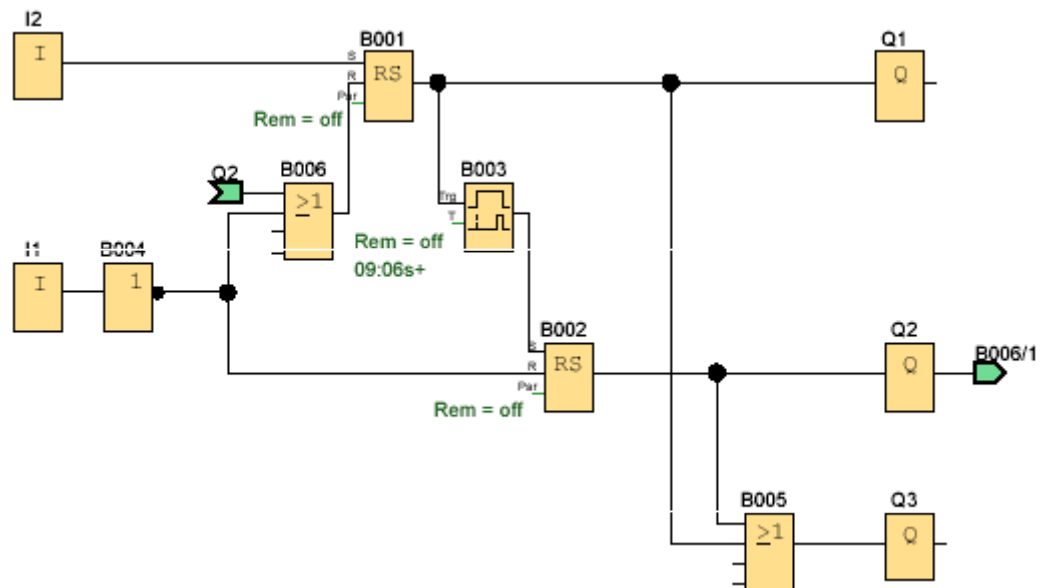 I2
I
B001
S
R
RS
Par
Rem = off
Q1
Q
Q2
B006
>1
B003
Trg
T
Rem = off
09:06s+
I1
I
B004
1
B002
S
R
RS
Par
Rem = off
Q2
Q
B006/1
B005
>1
Q3
Q